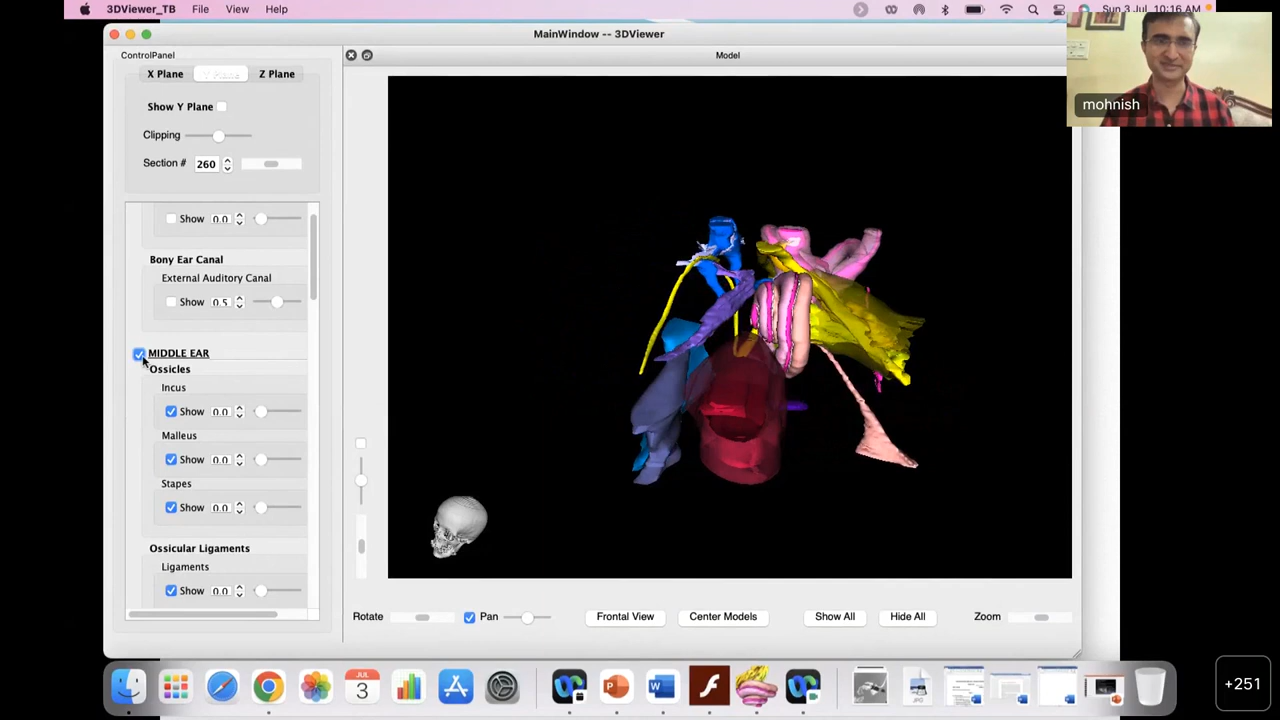 3DViewer_TB File View Help
Sun 3 Jul 10:16 AM
MainWindow -- 3DViewer
ControlPanel
Model
X Plane Y Plane Z Plane
mohnish
Show Y Plane
Clipping
Section # 260
Show 0.0
Bony Ear Canal
External Auditory Canal
Show 0.5
MIDDLE EAR
Ossicles
Incus
Show 0.0
Malleus
Show 0.0
Stapes
Show 0.0
Ossicular Ligaments
Ligaments
Show 0.0
Rotate Pan Frontal View Center Models Show All Hide All Zoom
JUL
3
+251